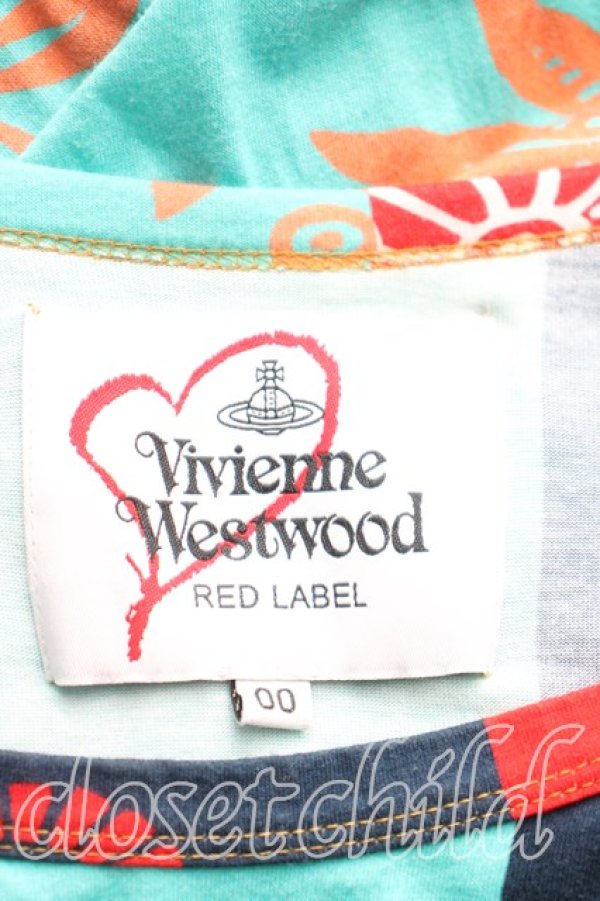 Vivienne
Westwood
RED LABEL
00
closetchild